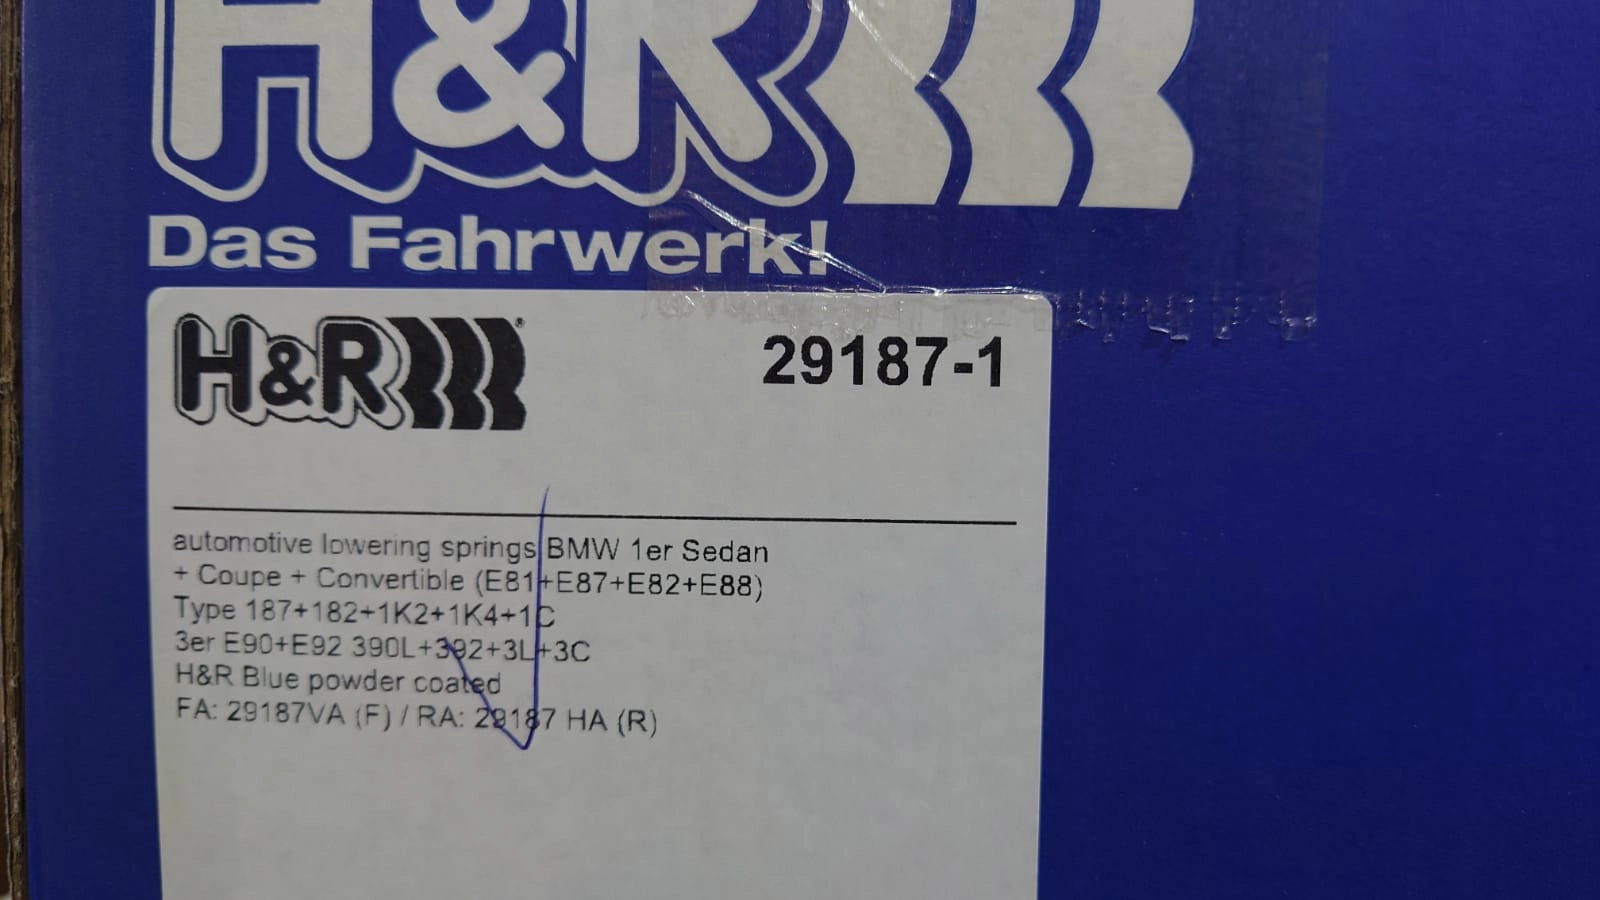 H&R
Das Fahrwerk!
H&R®
29187-1
automotive lowering springs BMW 1er Sedan
+ Coupe + Convertible (E81+E87+E82+E88)
Type 187+182+1K2+1K4+1C
3er E90+E92 390L+392+3L+3C
H&R Blue powder coated
FA: 29187VA (F) / RA: 29187 HA (R)